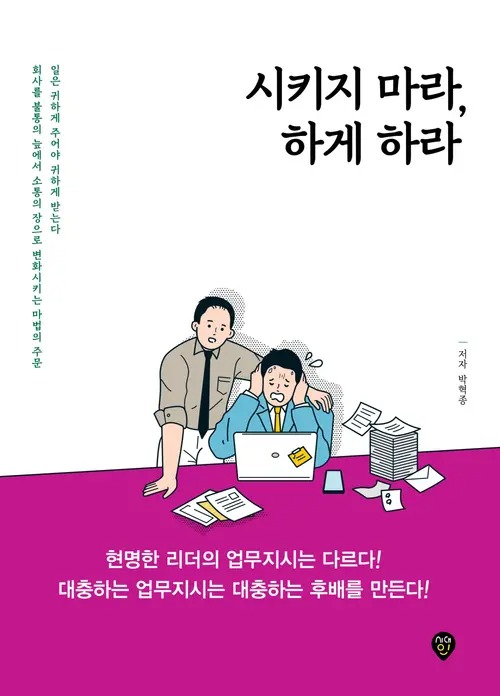 시키지 마라,
하게 하라
일은 귀하게 주어야 귀하게 받는다
회사를 불통의 늪에서 소통의 장으로 변화시키는 마법의 주문
저자 박혁종
현명한 리더의 업무지시는 다르다!
대충하는 업무지시는 대충하는 후배를 만든다!
시대
인